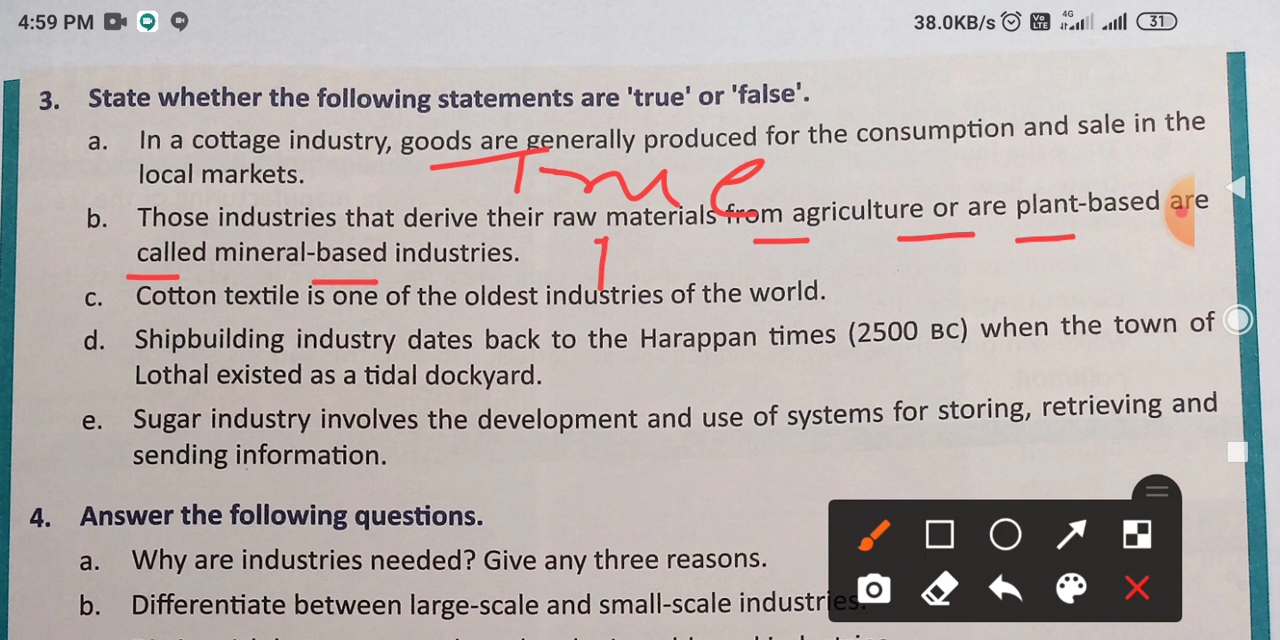 4:59 PM
38.0KB/s Vo LTE 4G 31
3. State whether the following statements are 'true' or 'false'.
a. In a cottage industry, goods are generally produced for the consumption and sale in the
local markets.
True
b. Those industries that derive their raw materials from agriculture or are plant-based are
called mineral-based industries.
c. Cotton textile is one of the oldest industries of the world.
d. Shipbuilding industry dates back to the Harappan times (2500 BC) when the town of
Lothal existed as a tidal dockyard.
e. Sugar industry involves the development and use of systems for storing, retrieving and
sending information.
4. Answer the following questions.
a. Why are industries needed? Give any three reasons.
b. Differentiate between large-scale and small-scale industries.